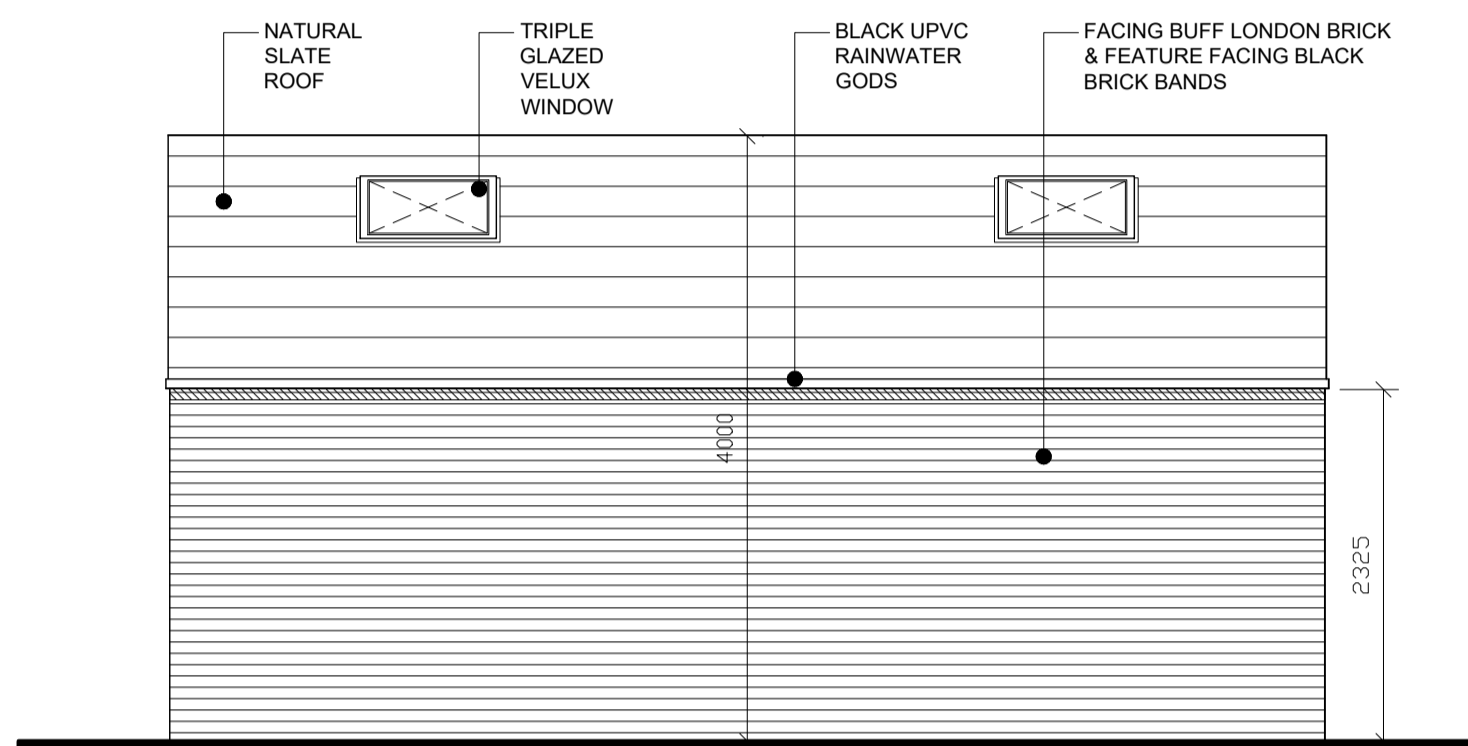 NATURAL
SLATE
ROOF
TRIPLE
GLAZED
VELUX
WINDOW
BLACK UPVC
RAINWATER
GODS
FACING BUFF LONDON BRICK
& FEATURE FACING BLACK
BRICK BANDS
4000
2325